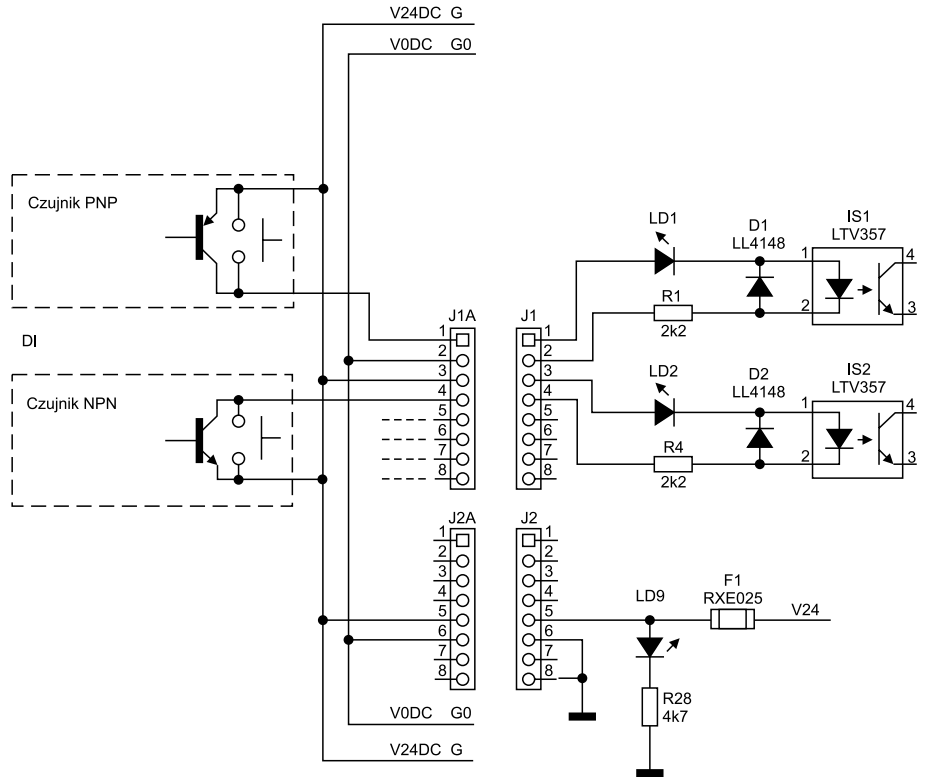 V24DC G
V0DC G0
Czujnik PNP
DI
Czujnik NPN
J1A
1
2
3
4
5
6
7
8
J1
1
2
3
4
5
6
7
8
LD1
D1
LL4148
IS1
LTV357
1
2
4
3
R1
2k2
LD2
D2
LL4148
IS2
LTV357
1
2
4
3
R4
2k2
J2A
1
2
3
4
5
6
7
8
J2
1
2
3
4
5
6
7
8
LD9
F1
RXE025
V24
R28
4k7
V0DC G0
V24DC G